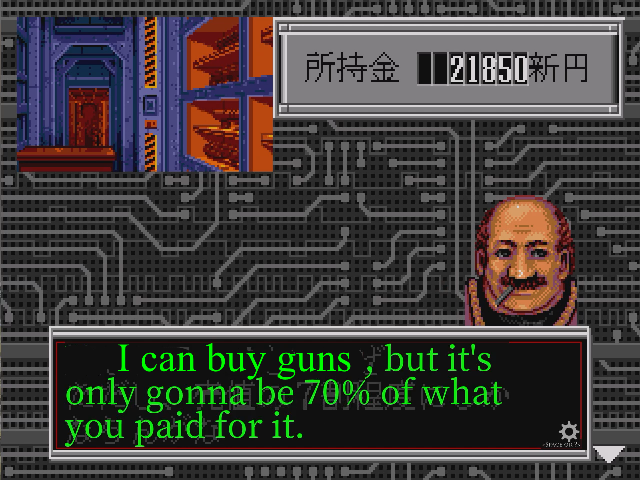 所持金 21850新円
I can buy guns , but it's
only gonna be 70% of what
you paid for it.